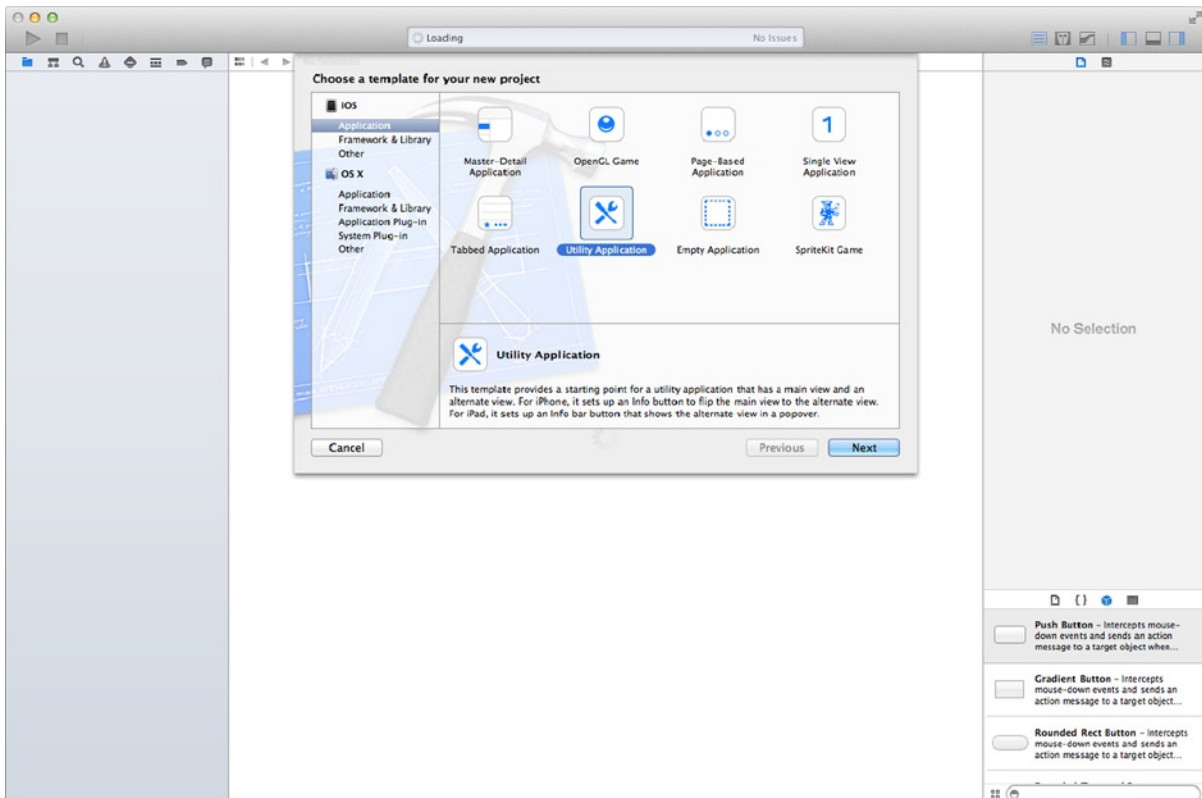 Loading
No Issues
Choose a template for your new project
iOS
Application
Framework & Library
Other
OS X
Application
Framework & Library
Application Plug-in
System Plug-in
Other
Master-Detail
Application
OpenGL Game
Page-Based
Application
1
Single View
Application
Tabbed Application
Utility Application
Empty Application
SpriteKit Game
Utility Application
This template provides a starting point for a utility application that has a main view and an
alternate view. For iPhone, it sets up an Info button to flip the main view to the alternate view.
For iPad, it sets up an Info bar button that shows the alternate view in a popover.
Cancel
Previous
Next
No Selection
{}
Push Button – Intercepts mouse-
down events and sends an action
message to a target object when...
Gradient Button – Intercepts
mouse-down events and sends an
action message to a target object...
Rounded Rect Button – Intercepts
mouse-down events and sends an
action message to a target object...